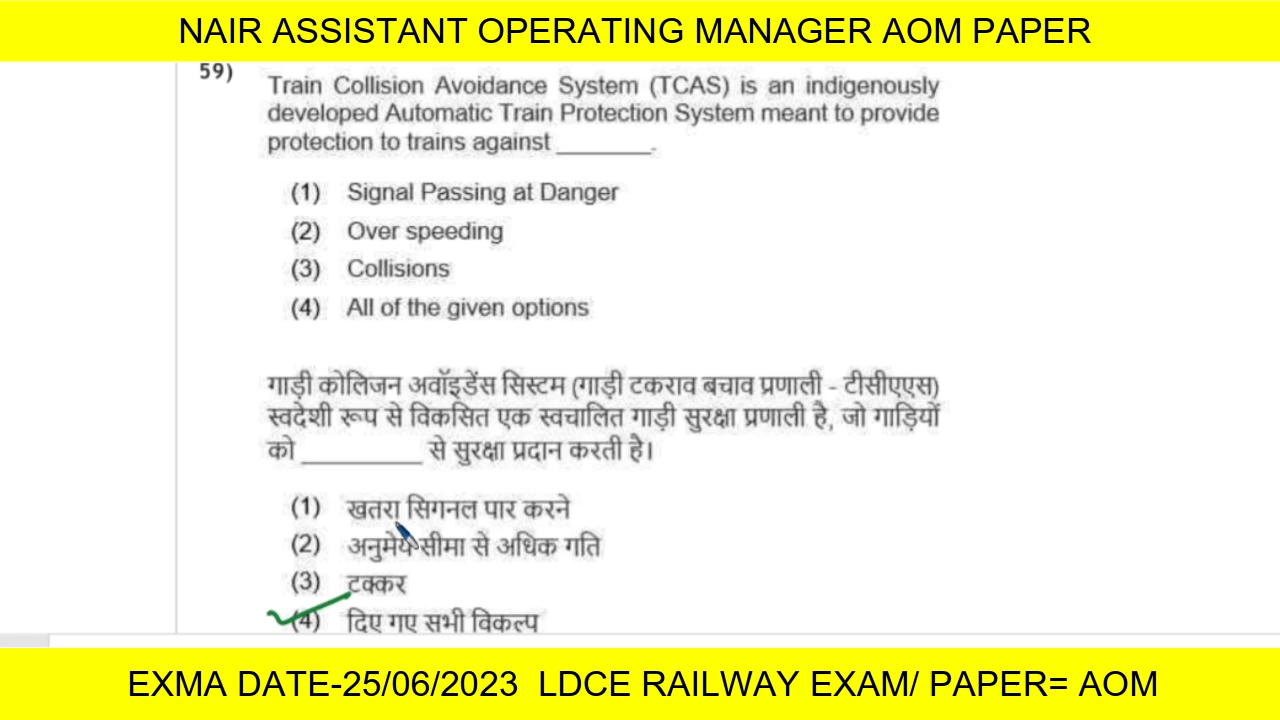 NAIR ASSISTANT OPERATING MANAGER AOM PAPER
59)
Train Collision Avoidance System (TCAS) is an indigenously
developed Automatic Train Protection System meant to provide
protection to trains against ________.
(1) Signal Passing at Danger
(2) Over speeding
(3) Collisions
(4) All of the given options
गाड़ी कोलिजन अवॉइडेंस सिस्टम (गाड़ी टकराव बचाव प्रणाली - टीसीएएस)
स्वदेशी रूप से विकसित एक स्वचालित गाड़ी सुरक्षा प्रणाली है, जो गाड़ियों
को __________ से सुरक्षा प्रदान करती है।
(1) खतरा सिगनल पार करने
(2) अनुमेय सीमा से अधिक गति
(3) टक्कर
(4) दिए गए सभी विकल्प
EXMA DATE-25/06/2023 LDCE RAILWAY EXAM/ PAPER= AOM